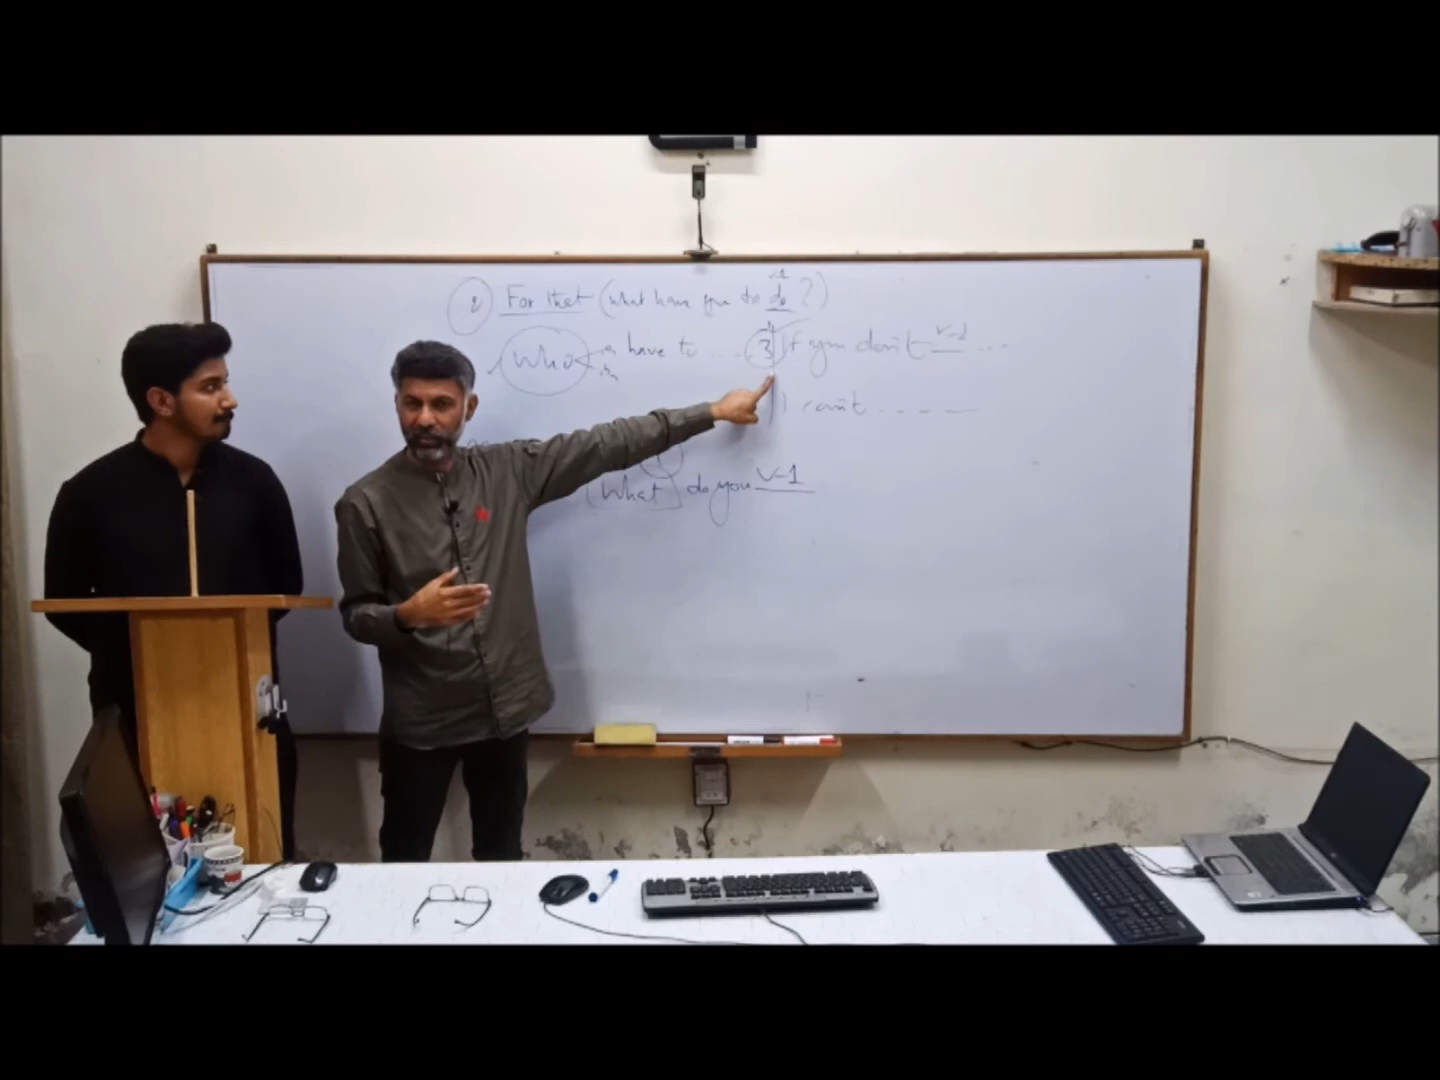 2 For that (what have you to do ?)
Who have to .... 3 If you don't V-1 ...
I can't ......
What do you V-1